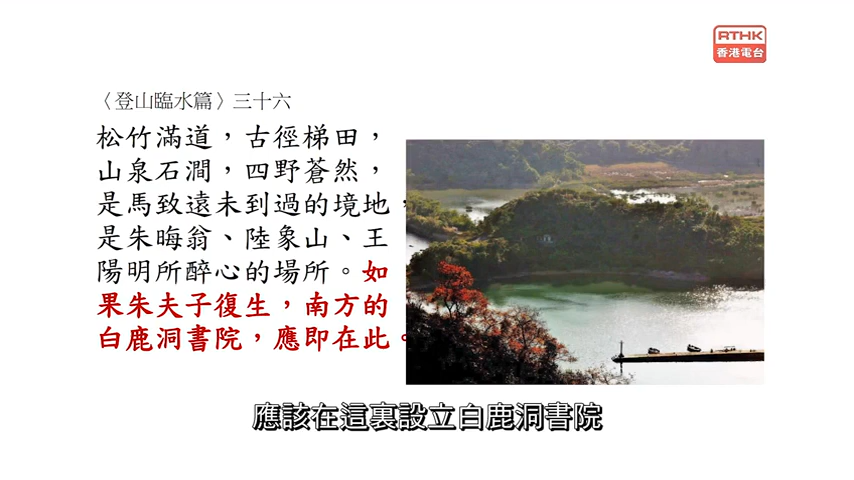 RTHK
香港電台
〈登山臨水篇〉三十六
松竹滿道，古徑梯田，
山泉石澗，四野蒼然，
是馬致遠未到過的境地，
是朱晦翁、陸象山、王
陽明所醉心的場所。如
果朱夫子復生，南方的
白鹿洞書院，應即在此。
應該在這裏設立白鹿洞書院